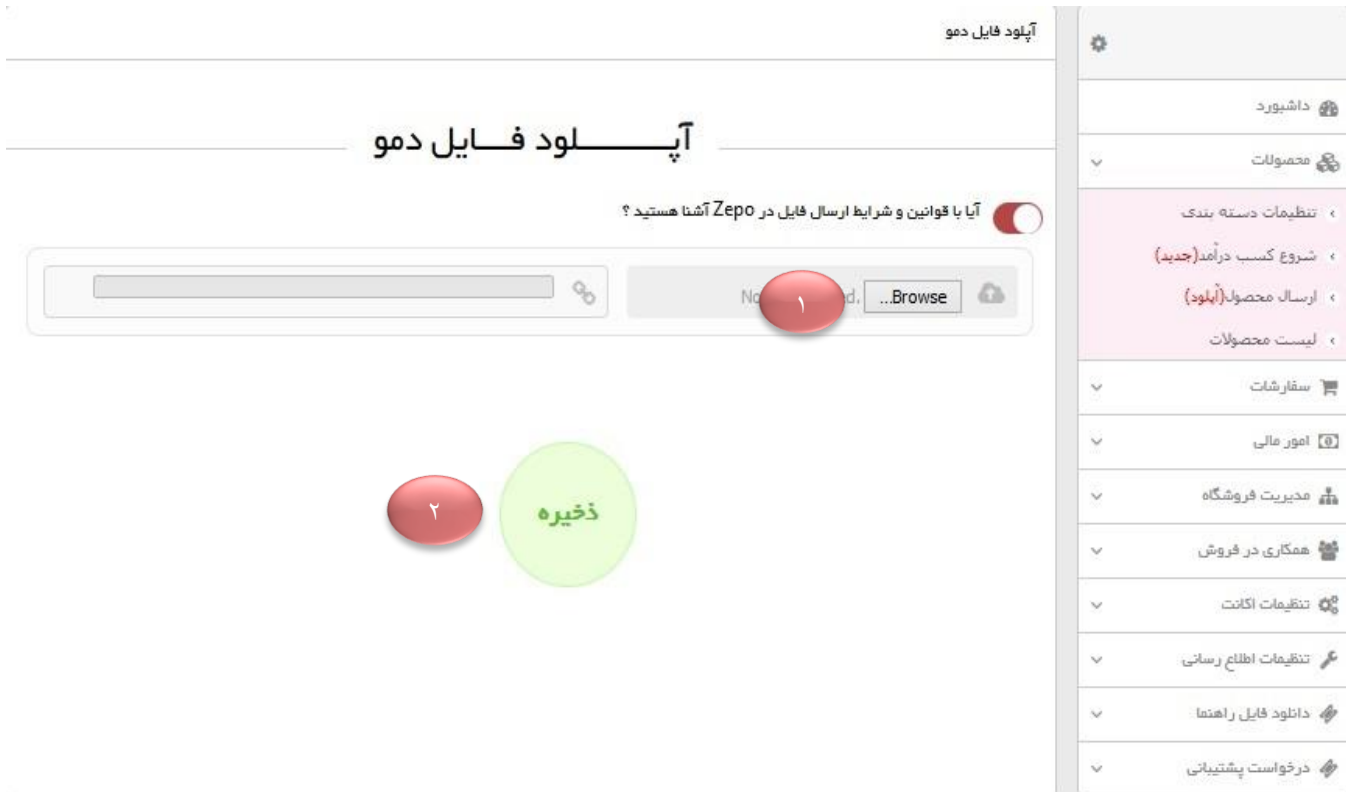 آپلود فایل دمو
آپـــــلود فـــایل دمو
آیا با قوانین و شرایط ارسال فایل در Zepo آشنا هستید ؟
Browse...
۱
۲
ذخیره
داشبورد
محصولات
تنظیمات دسته بندی
شروع کسب درآمد(جدید)
ارسال محصول(آپلود)
لیست محصولات
سفارشات
امور مالی
مدیریت فروشگاه
همکاری در فروش
تنظیمات اکانت
تنظیمات اطلاع رسانی
دانلود فایل راهنما
درخواست پشتیبانی